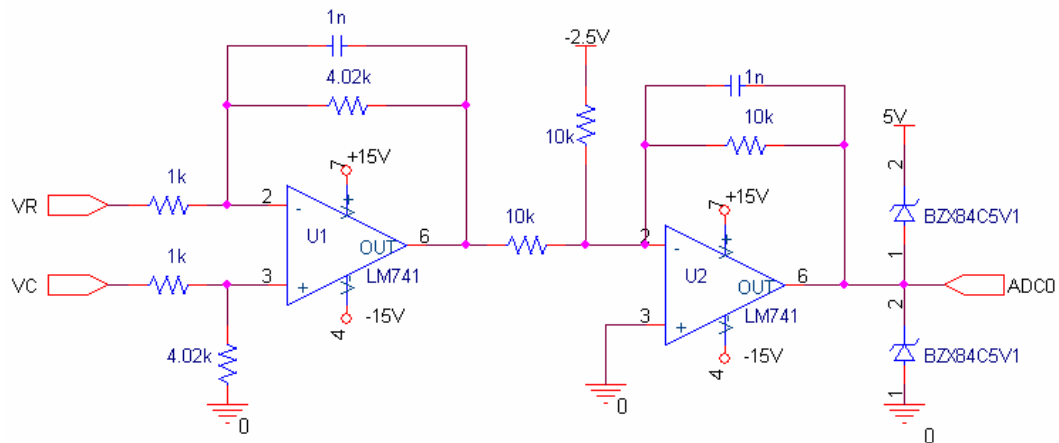 1n
4.02k
-2.5V
10k
1n
10k
5V
2
BZX84C5V1
1
VR
1k
2
-
7
+15V
+
U1
OUT
6
LM741
VC
1k
3
+
-
4
-15V
4.02k
0
10k
2
-
7
+15V
+
U2
OUT
6
LM741
3
+
-
4
-15V
0
ADC0
2
BZX84C5V1
1
0